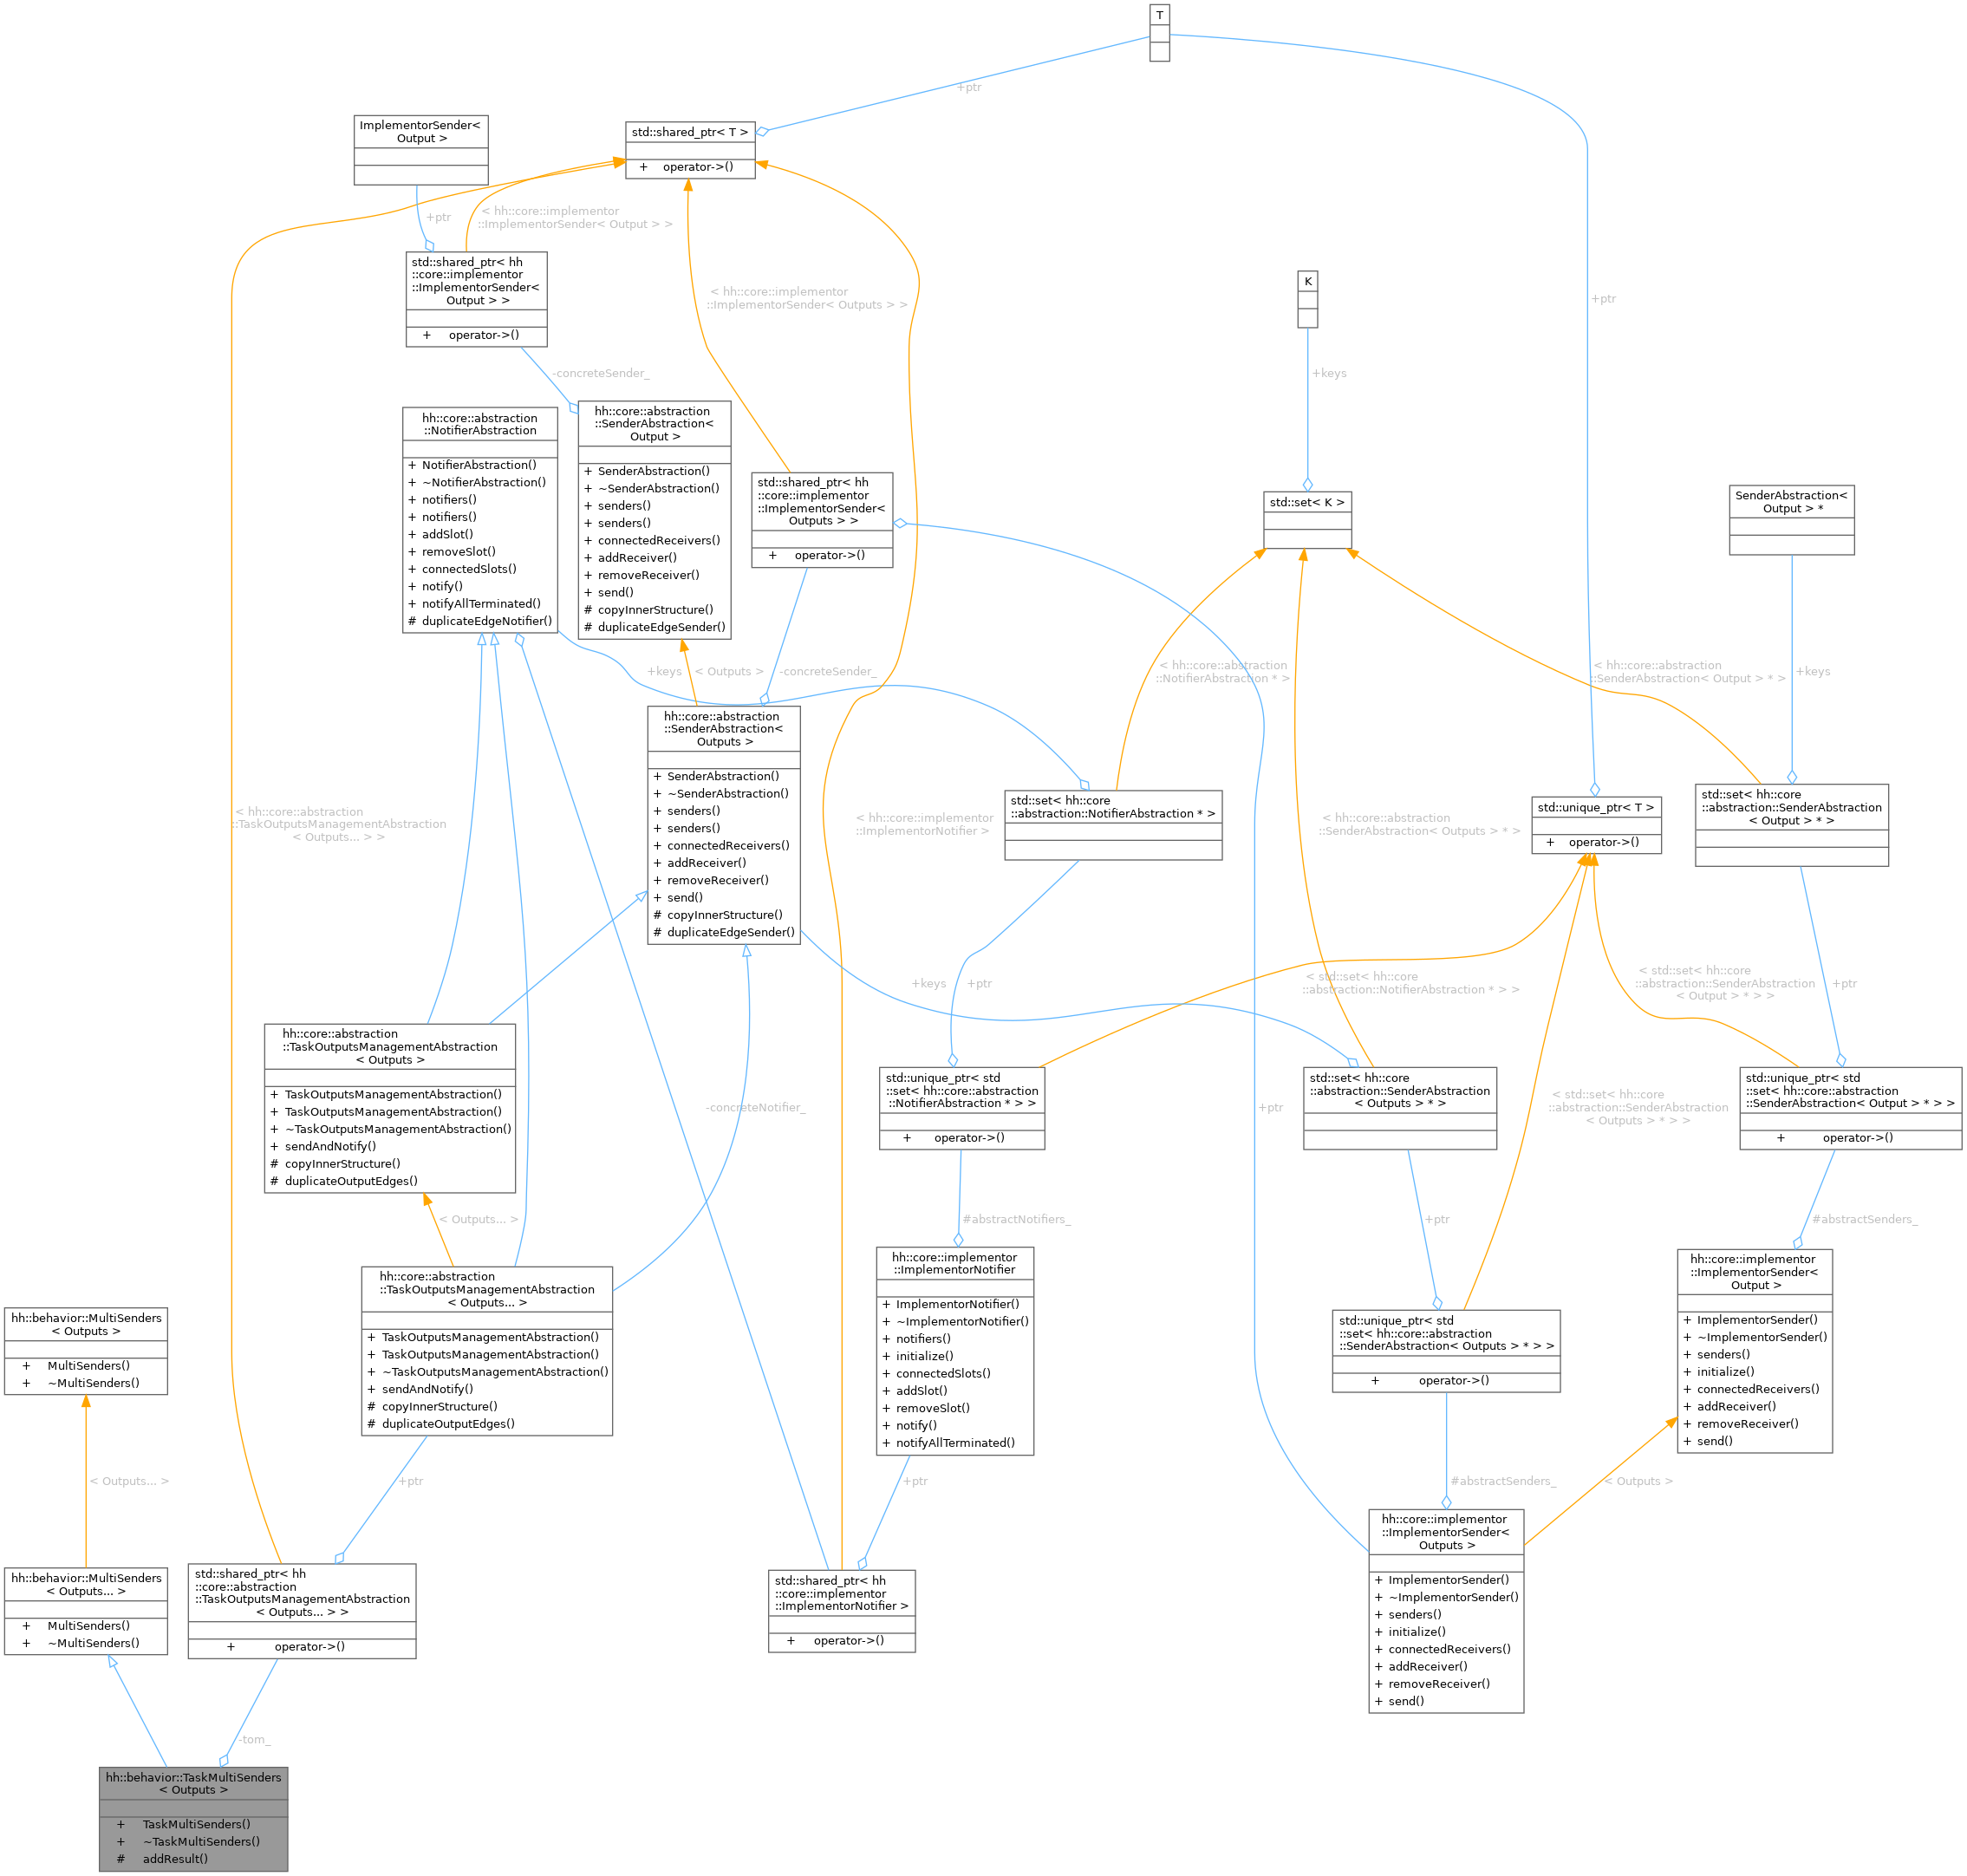 T
+ptr
ImplementorSender<
Output >
std::shared_ptr< T >
+ operator->()
+ptr
< hh::core::implementor
::ImplementorSender< Output > >
std::shared_ptr< hh
::core::implementor
::ImplementorSender<
Output > >
+ operator->()
< hh::core::implementor
::ImplementorSender< Outputs > >
K
+ptr
-concreteSender_
+keys
hh::core::abstraction
::NotifierAbstraction
+ NotifierAbstraction()
+ ~NotifierAbstraction()
+ notifiers()
+ notifiers()
+ addSlot()
+ removeSlot()
+ connectedSlots()
+ notify()
+ notifyAllTerminated()
# duplicateEdgeNotifier()
hh::core::abstraction
::SenderAbstraction<
Output >
+ SenderAbstraction()
+ ~SenderAbstraction()
+ senders()
+ senders()
+ connectedReceivers()
+ addReceiver()
+ removeReceiver()
+ send()
# copyInnerStructure()
# duplicateEdgeSender()
std::shared_ptr< hh
::core::implementor
::ImplementorSender<
Outputs > >
+ operator->()
std::set< K >
SenderAbstraction<
Output > *
+keys
< Outputs >
-concreteSender_
< hh::core::abstraction
::NotifierAbstraction * >
< hh::core::abstraction
::SenderAbstraction< Output > * >
+keys
hh::core::abstraction
::SenderAbstraction<
Outputs >
+ SenderAbstraction()
+ ~SenderAbstraction()
+ senders()
+ senders()
+ connectedReceivers()
+ addReceiver()
+ removeReceiver()
+ send()
# copyInnerStructure()
# duplicateEdgeSender()
< hh::core::abstraction
::TaskOutputsManagementAbstraction
< Outputs... > >
< hh::core::implementor
::ImplementorNotifier >
std::set< hh::core
::abstraction::NotifierAbstraction * >
< hh::core::abstraction
::SenderAbstraction< Outputs > * >
std::unique_ptr< T >
+ operator->()
std::set< hh::core
::abstraction::SenderAbstraction
< Output > * >
+keys
+ptr
< std::set< hh::core
::abstraction::NotifierAbstraction * > >
< std::set< hh::core
::abstraction::SenderAbstraction
< Output > * > >
+ptr
hh::core::abstraction
::TaskOutputsManagementAbstraction
< Outputs >
+ TaskOutputsManagementAbstraction()
+ TaskOutputsManagementAbstraction()
+ ~TaskOutputsManagementAbstraction()
+ sendAndNotify()
# copyInnerStructure()
# duplicateOutputEdges()
-concreteNotifier_
std::unique_ptr< std
::set< hh::core::abstraction
::NotifierAbstraction * > >
+ operator->()
+ptr
std::set< hh::core
::abstraction::SenderAbstraction
< Outputs > * >
< std::set< hh::core
::abstraction::SenderAbstraction
< Outputs > * > >
std::unique_ptr< std
::set< hh::core::abstraction
::SenderAbstraction< Output > * > >
+ operator->()
< Outputs... >
#abstractNotifiers_
+ptr
#abstractSenders_
hh::core::abstraction
::TaskOutputsManagementAbstraction
< Outputs... >
+ TaskOutputsManagementAbstraction()
+ TaskOutputsManagementAbstraction()
+ ~TaskOutputsManagementAbstraction()
+ sendAndNotify()
# copyInnerStructure()
# duplicateOutputEdges()
hh::core::implementor
::ImplementorNotifier
+ ImplementorNotifier()
+ ~ImplementorNotifier()
+ notifiers()
+ initialize()
+ connectedSlots()
+ addSlot()
+ removeSlot()
+ notify()
+ notifyAllTerminated()
std::unique_ptr< std
::set< hh::core::abstraction
::SenderAbstraction< Outputs > * > >
+ operator->()
hh::core::implementor
::ImplementorSender<
Output >
+ ImplementorSender()
+ ~ImplementorSender()
+ senders()
+ initialize()
+ connectedReceivers()
+ addReceiver()
+ removeReceiver()
+ send()
hh::behavior::MultiSenders
< Outputs >
+ MultiSenders()
+ ~MultiSenders()
< Outputs... >
+ptr
+ptr
#abstractSenders_
< Outputs >
hh::behavior::MultiSenders
< Outputs... >
+ MultiSenders()
+ ~MultiSenders()
std::shared_ptr< hh
::core::abstraction
::TaskOutputsManagementAbstraction
< Outputs... > >
+ operator->()
std::shared_ptr< hh
::core::implementor
::ImplementorNotifier >
+ operator->()
hh::core::implementor
::ImplementorSender<
Outputs >
+ ImplementorSender()
+ ~ImplementorSender()
+ senders()
+ initialize()
+ connectedReceivers()
+ addReceiver()
+ removeReceiver()
+ send()
-tom_
hh::behavior::TaskMultiSenders
< Outputs >
+ TaskMultiSenders()
+ ~TaskMultiSenders()
# addResult()